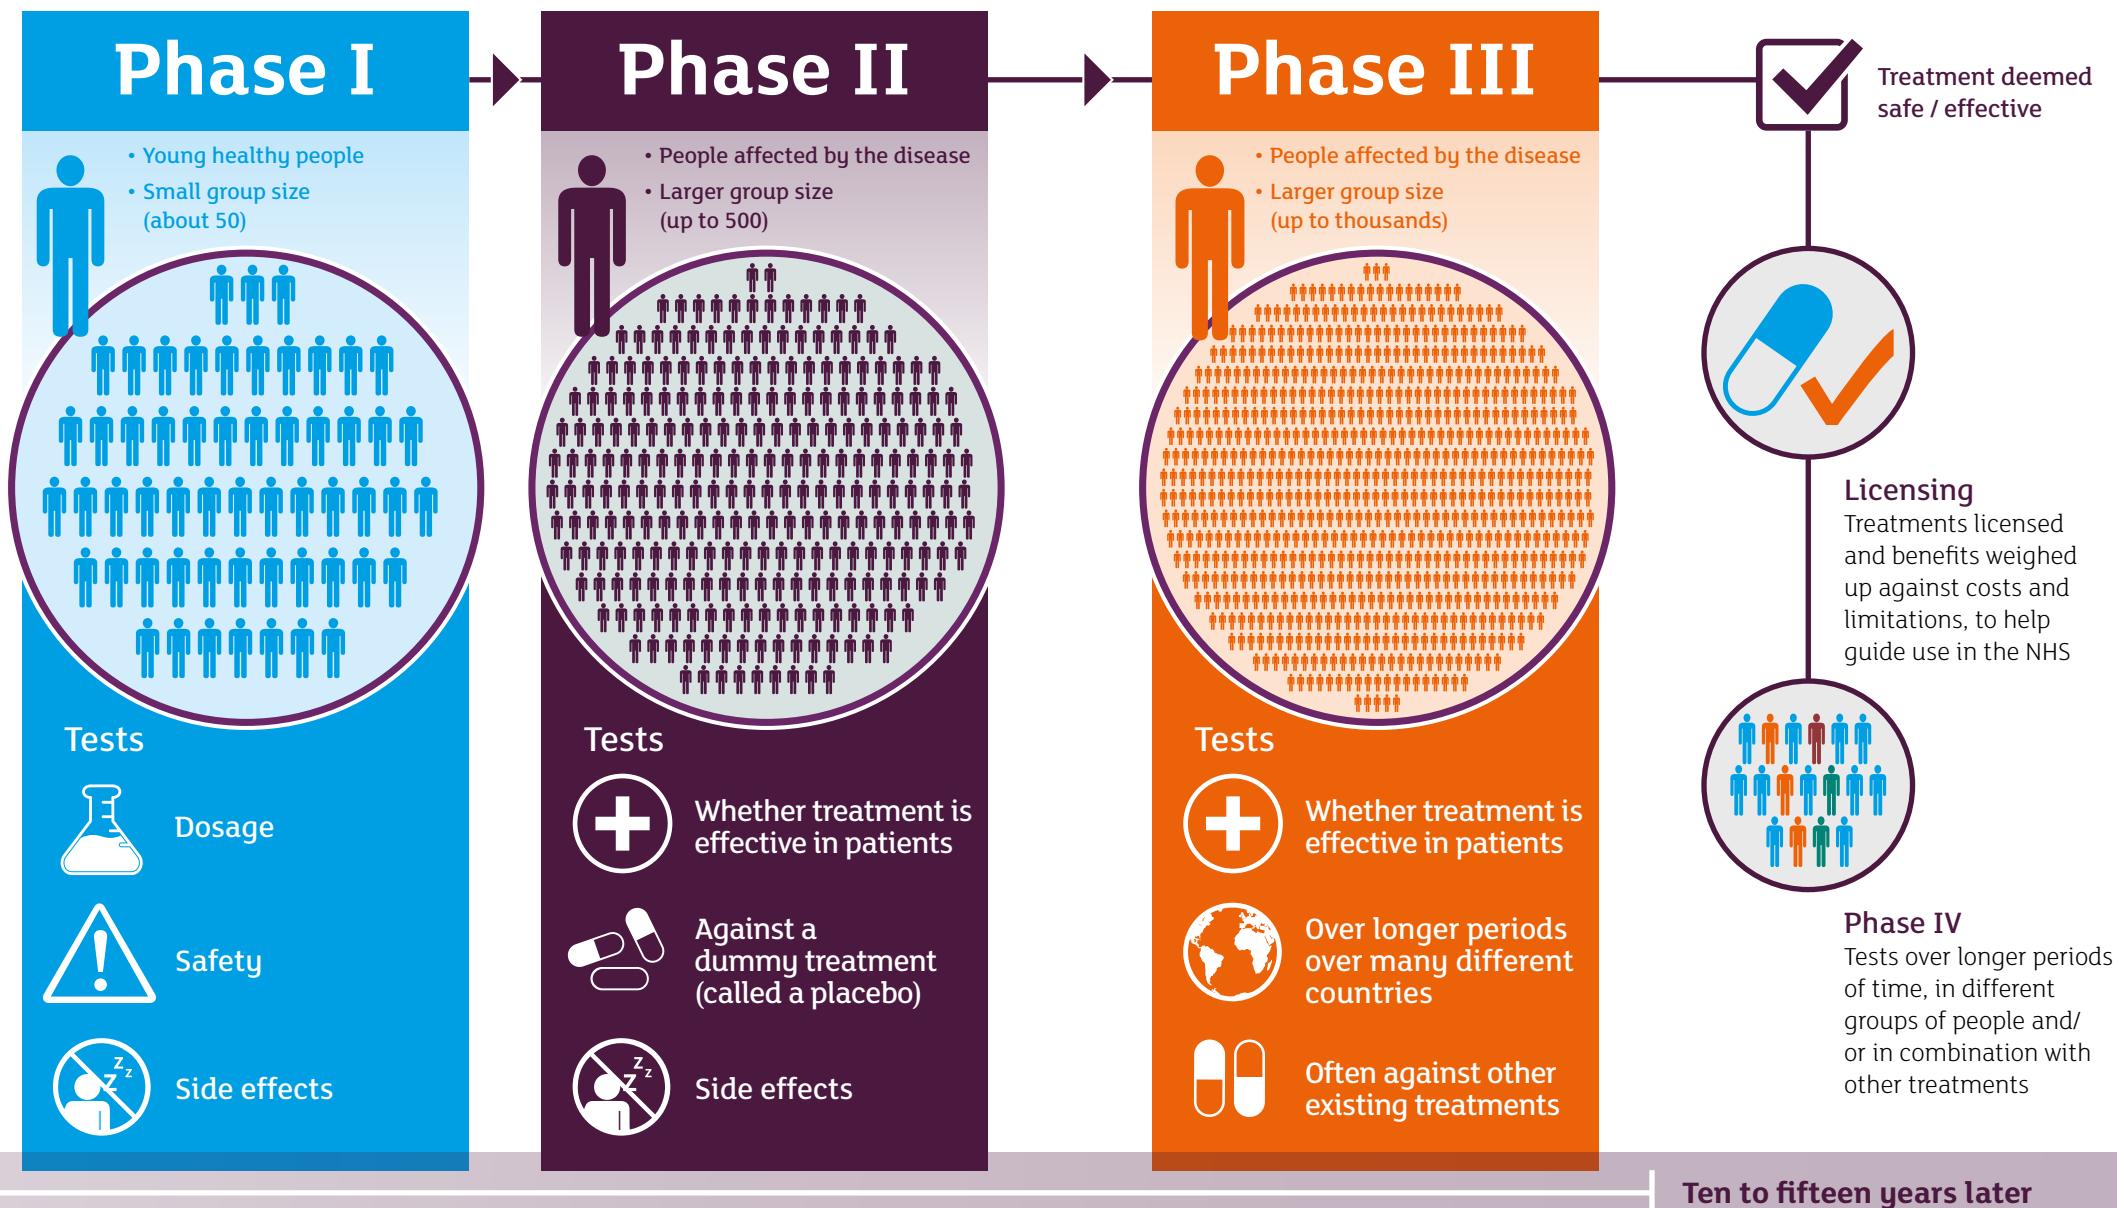 Phase I
• Young healthy people
• Small group size
(about 50)
Tests
Dosage
Safety
Side effects
Phase II
• People affected by the disease
• Larger group size
(up to 500)
Tests
Whether treatment is
effective in patients
Against a
dummy treatment
(called a placebo)
Side effects
Phase III
• People affected by the disease
• Larger group size
(up to thousands)
Tests
Whether treatment is
effective in patients
Over longer periods
over many different
countries
Often against other
existing treatments
Treatment deemed
safe / effective
Licensing
Treatments licensed
and benefits weighed
up against costs and
limitations, to help
guide use in the NHS
Phase IV
Tests over longer periods
of time, in different
groups of people and/
or in combination with
other treatments
Ten to fifteen years later